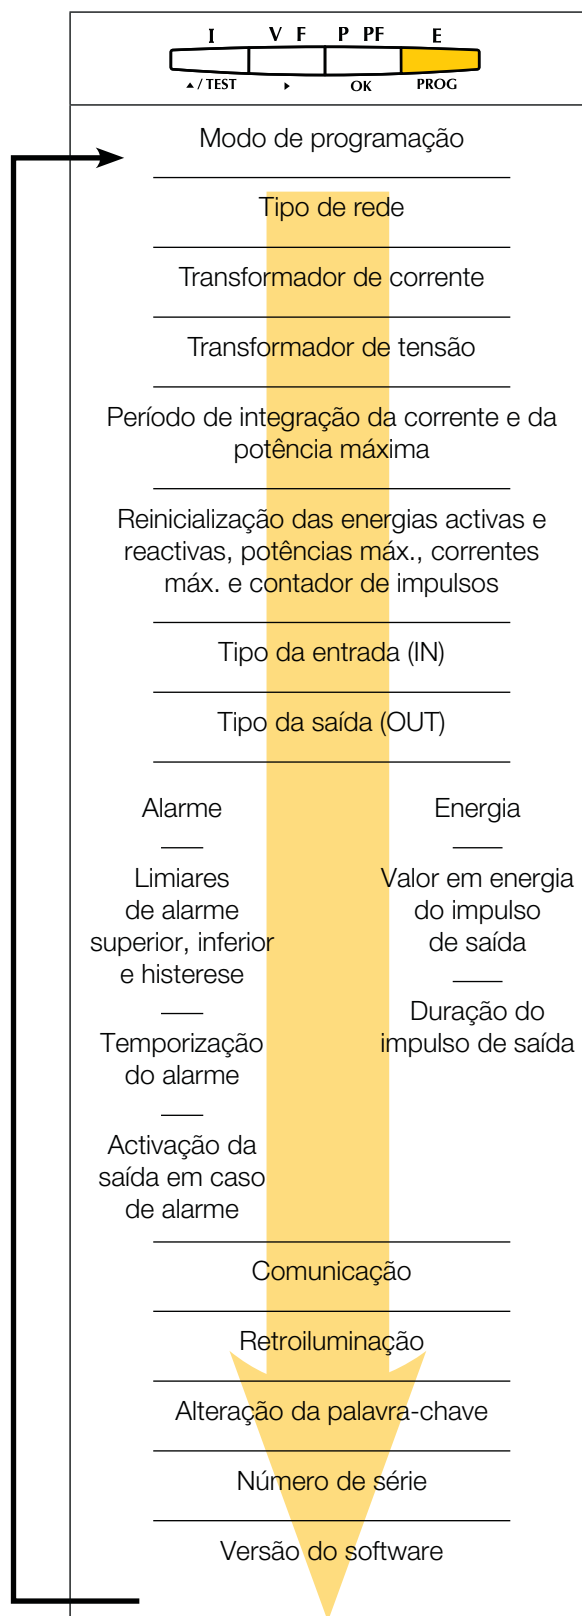 I V F P PF E
▲ / TEST ▶ OK PROG
Modo de programação
Tipo de rede
Transformador de corrente
Transformador de tensão
Período de integração da corrente e da
potência máxima
Reinicialização das energias activas e
reactivas, potências máx., correntes
máx. e contador de impulsos
Tipo da entrada (IN)
Tipo da saída (OUT)
Alarme
Limiares
de alarme
superior, inferior
e histerese
Temporização
do alarme
Activação da
saída em caso
de alarme
Energia
Valor em energia
do impulso
de saída
Duração do
impulso de saída
Comunicação
Retroiluminação
Alteração da palavra-chave
Número de série
Versão do software